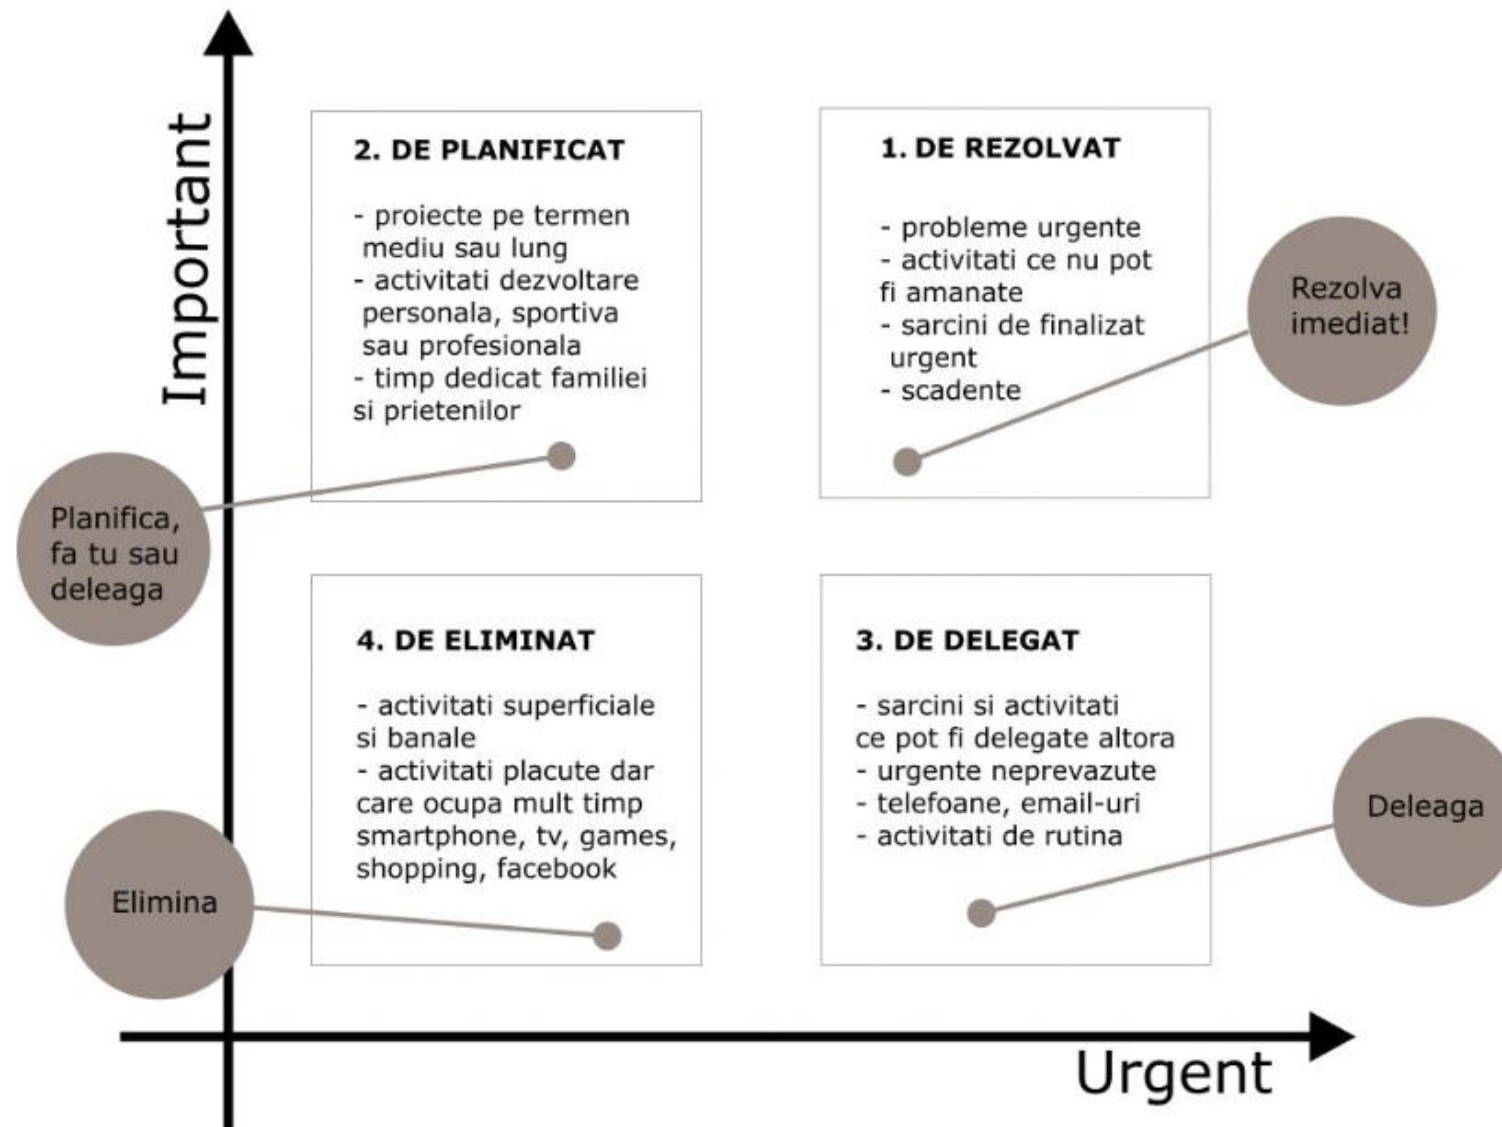 Important
2. DE PLANIFICAT
- proiecte pe termen
mediu sau lung
- activitati dezvoltare
personala, sportiva
sau profesionala
- timp dedicat familiei
si prietenilor
1. DE REZOLVAT
- probleme urgente
- activitati ce nu pot
fi amanate
- sarcini de finalizat
urgent
- scadente
Rezolva
imediat!
Planifica,
fa tu sau
deleaga
4. DE ELIMINAT
- activitati superficiale
si banale
- activitati placute dar
care ocupa mult timp
smartphone, tv, games,
shopping, facebook
3. DE DELEGAT
- sarcini si activitati
ce pot fi delegate altora
- urgente neprevazute
- telefoane, email-uri
- activitati de rutina
Deleaga
Elimina
Urgent